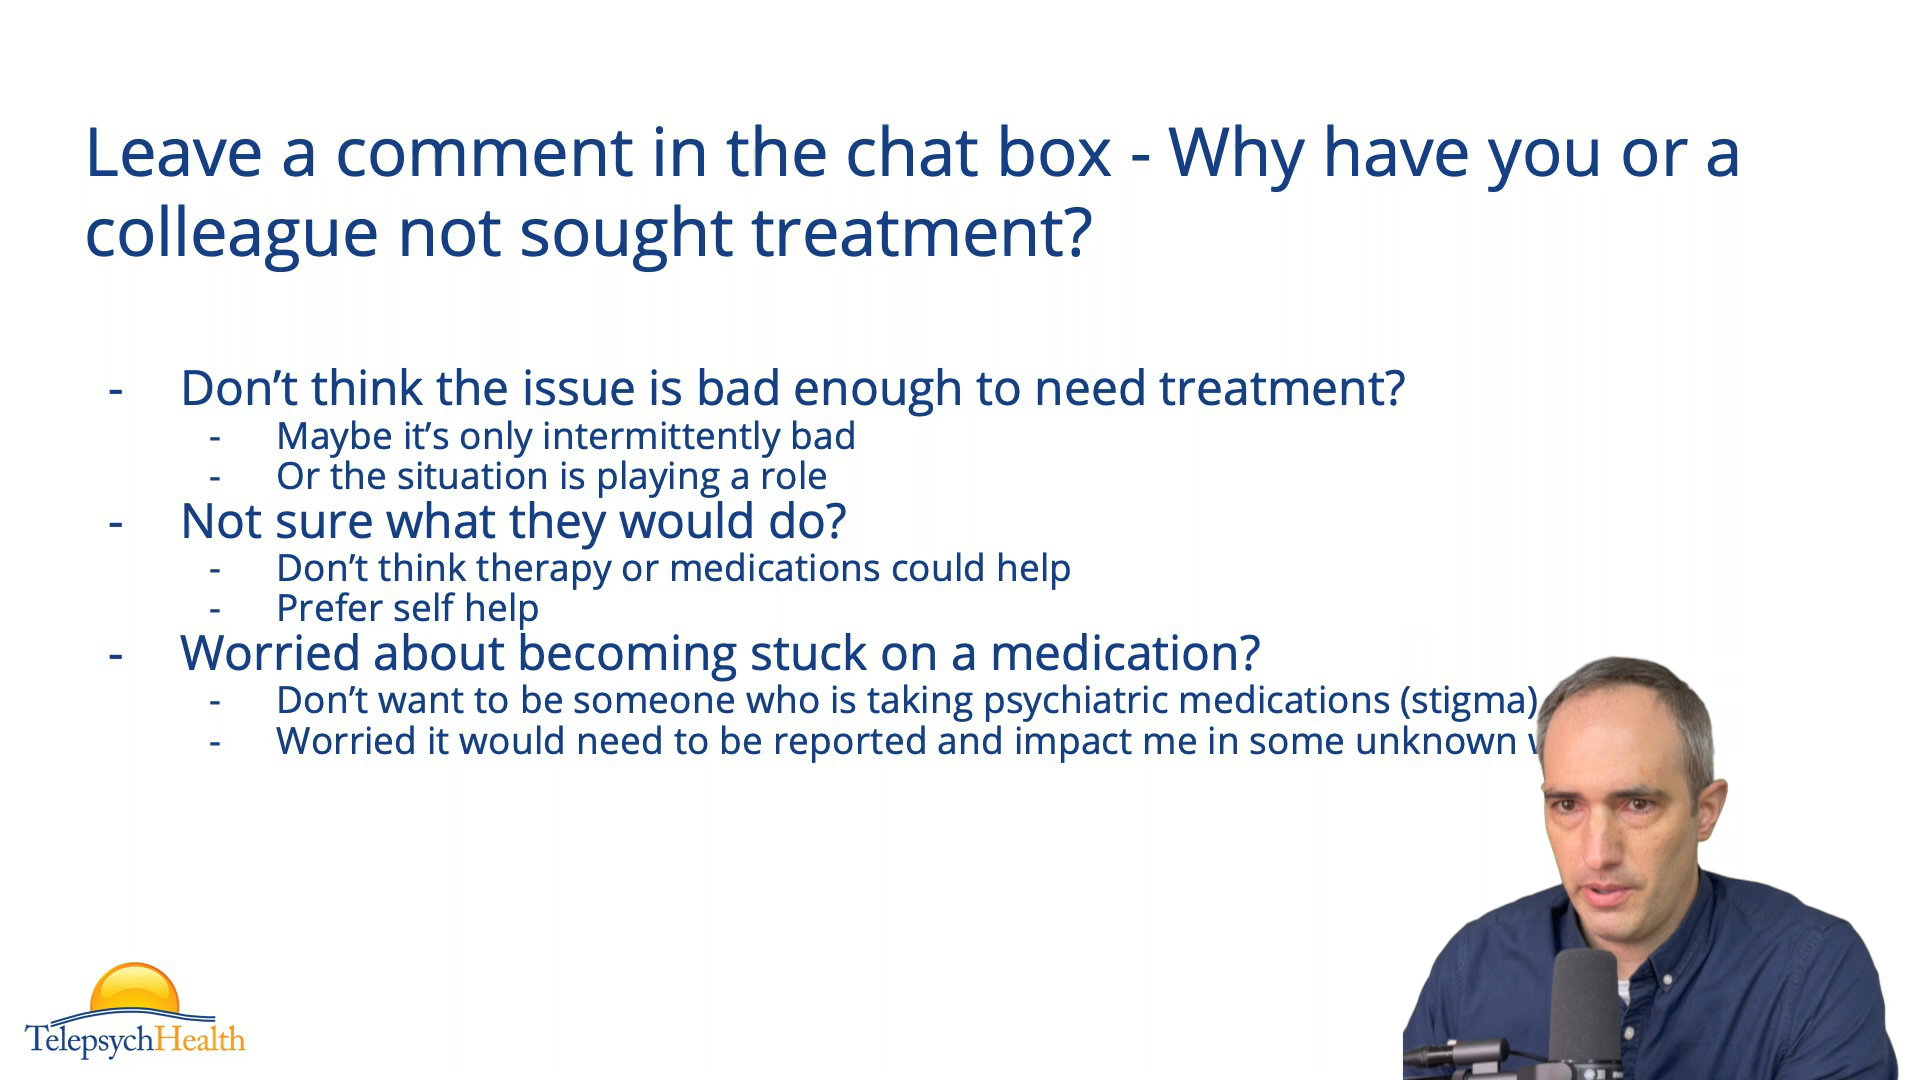 Leave a comment in the chat box - Why have you or a
colleague not sought treatment?
- Don’t think the issue is bad enough to need treatment?
- Maybe it’s only intermittently bad
- Or the situation is playing a role
- Not sure what they would do?
- Don’t think therapy or medications could help
- Prefer self help
- Worried about becoming stuck on a medication?
- Don’t want to be someone who is taking psychiatric medications (stigma)
- Worried it would need to be reported and impact me in some unknown
TelepsychHealth